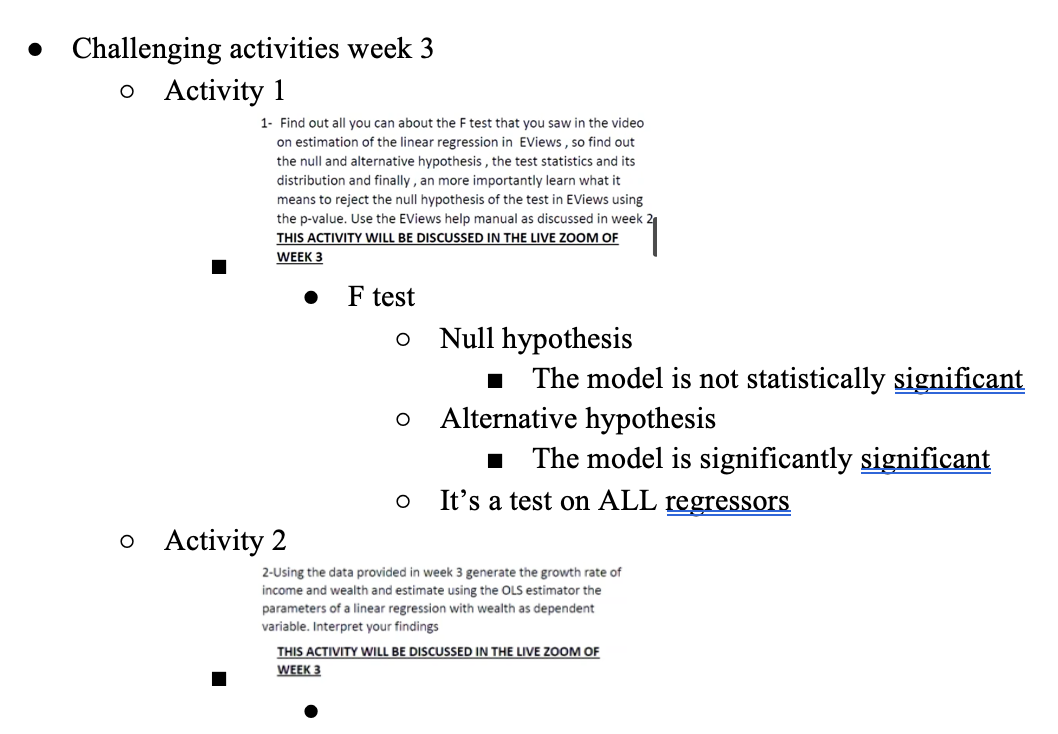 Challenging activities week 3
Activity 1
1- Find out all you can about the F test that you saw in the video
on estimation of the linear regression in EViews , so find out
the null and alternative hypothesis , the test statistics and its
distribution and finally , an more importantly learn what it
means to reject the null hypothesis of the test in EViews using
the p-value. Use the EViews help manual as discussed in week 2
THIS ACTIVITY WILL BE DISCUSSED IN THE LIVE ZOOM OF
WEEK 3
F test
Null hypothesis
The model is not statistically significant
Alternative hypothesis
The model is significantly significant
It’s a test on ALL regressors
Activity 2
2-Using the data provided in week 3 generate the growth rate of
income and wealth and estimate using the OLS estimator the
parameters of a linear regression with wealth as dependent
variable. Interpret your findings
THIS ACTIVITY WILL BE DISCUSSED IN THE LIVE ZOOM OF
WEEK 3